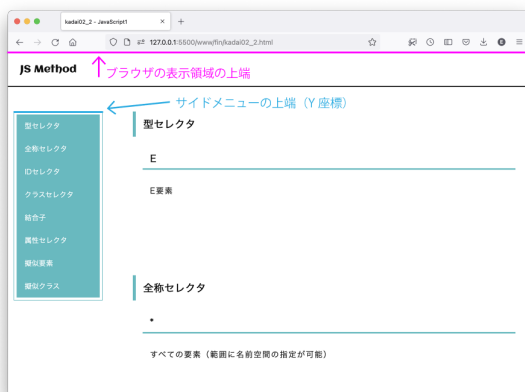 kadai02_2 - JavaScript1
127.0.0.1:5500/www/fin/kadai02_2.html
JS Method
ブラウザの表示領域の上端
サイドメニューの上端（Y 座標）
型セレクタ
全称セレクタ
IDセレクタ
クラスセレクタ
結合子
属性セレクタ
擬似要素
擬似クラス
型セレクタ
E
E要素
全称セレクタ
*
すべての要素（範囲に名前空間の指定が可能）